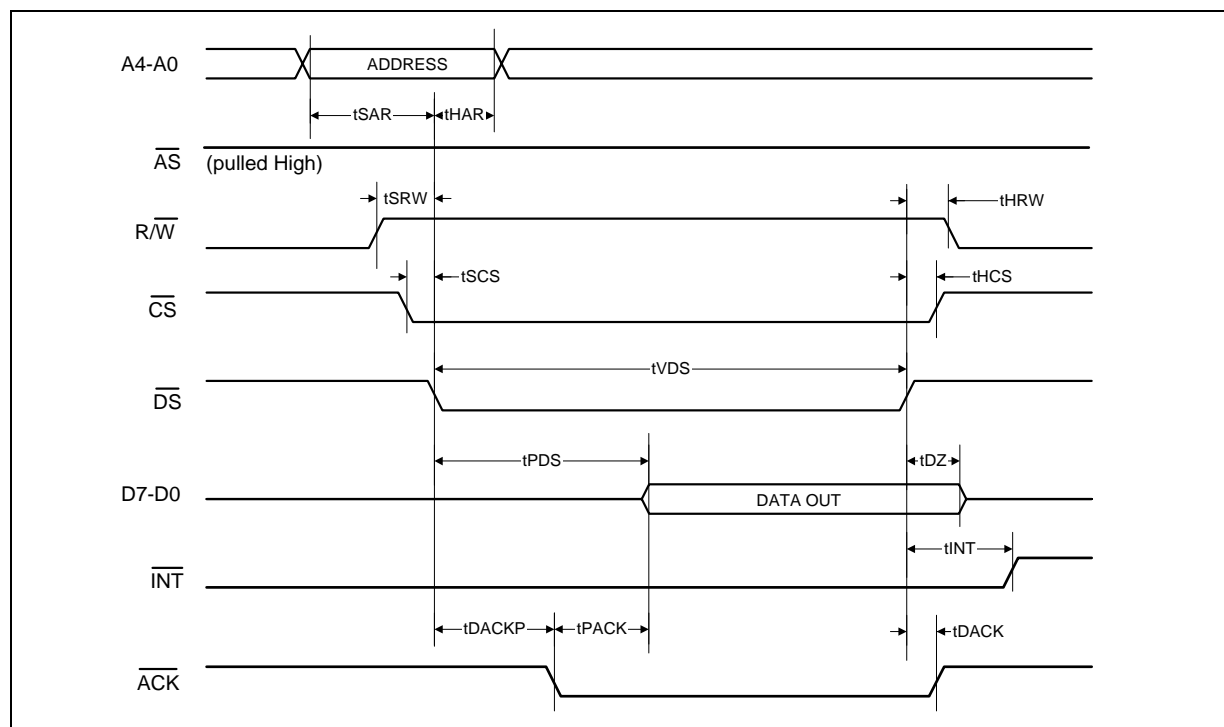 A4-A0 ADDRESS
tSAR tHAR
AS (pulled High)
tSRW tHRW
R/W
tSCS tHCS
CS
tVDS
DS
tPDS tDZ
D7-D0 DATA OUT
tINT
INT
tDACKP tPACK tDACK
ACK